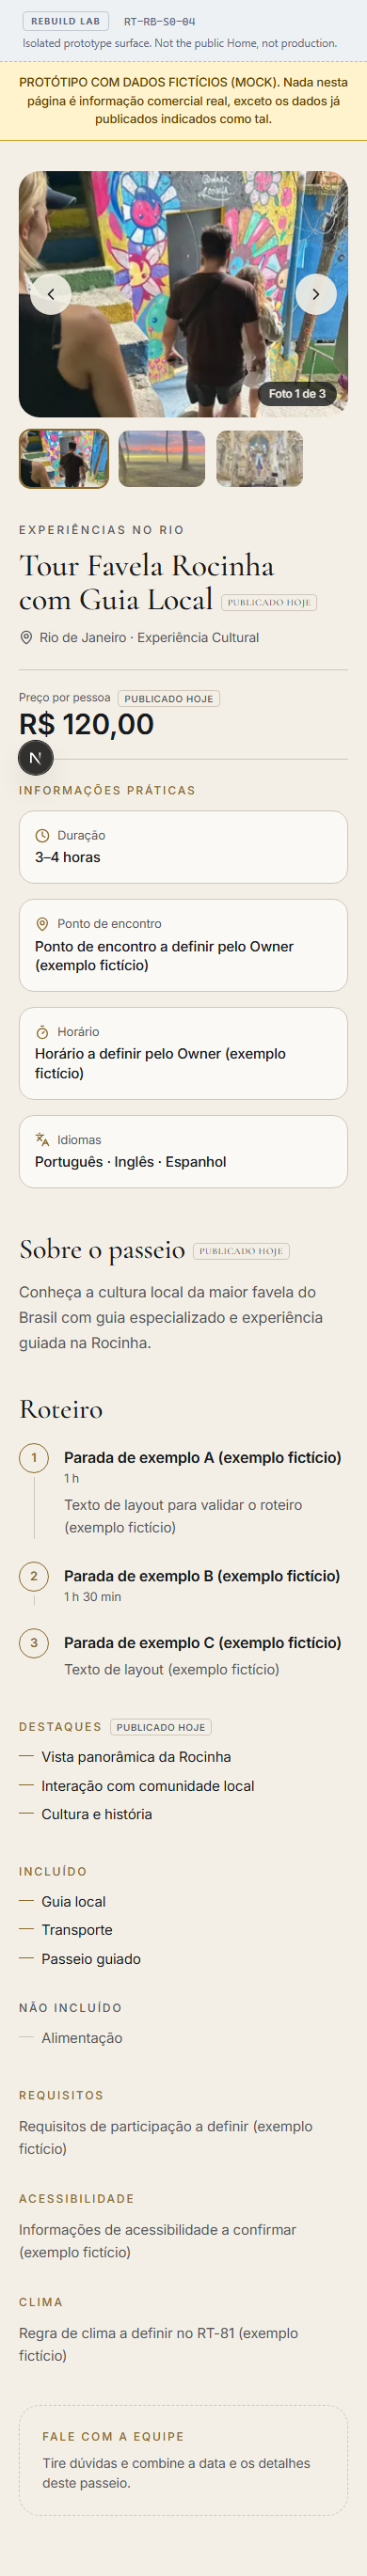 REBUILD LAB RT-RB-S0-04
Isolated prototype surface. Not the public Home, not production.
PROTÓTIPO COM DADOS FICTÍCIOS (MOCK). Nada nesta
página é informação comercial real, exceto os dados já
publicados indicados como tal.
Foto 1 de 3
EXPERIÊNCIAS NO RIO
Tour Favela Rocinha
com Guia Local PUBLICADO HOJE
Rio de Janeiro · Experiência Cultural
Preço por pessoa PUBLICADO HOJE
R$ 120,00
N
INFORMAÇÕES PRÁTICAS
Duração
3–4 horas
Ponto de encontro
Ponto de encontro a definir pelo Owner
(exemplo fictício)
Horário
Horário a definir pelo Owner (exemplo
fictício)
Idiomas
Português · Inglês · Espanhol
Sobre o passeio PUBLICADO HOJE
Conheça a cultura local da maior favela do
Brasil com guia especializado e experiência
guiada na Rocinha.
Roteiro
1 Parada de exemplo A (exemplo fictício)
1 h
Texto de layout para validar o roteiro
(exemplo fictício)
2 Parada de exemplo B (exemplo fictício)
1 h 30 min
3 Parada de exemplo C (exemplo fictício)
Texto de layout (exemplo fictício)
DESTAQUES PUBLICADO HOJE
— Vista panorâmica da Rocinha
— Interação com comunidade local
— Cultura e história
INCLUÍDO
— Guia local
— Transporte
— Passeio guiado
NÃO INCLUÍDO
— Alimentação
REQUISITOS
Requisitos de participação a definir (exemplo
fictício)
ACESSIBILIDADE
Informações de acessibilidade a confirmar
(exemplo fictício)
CLIMA
Regra de clima a definir no RT-81 (exemplo
fictício)
FALE COM A EQUIPE
Tire dúvidas e combine a data e os detalhes
deste passeio.